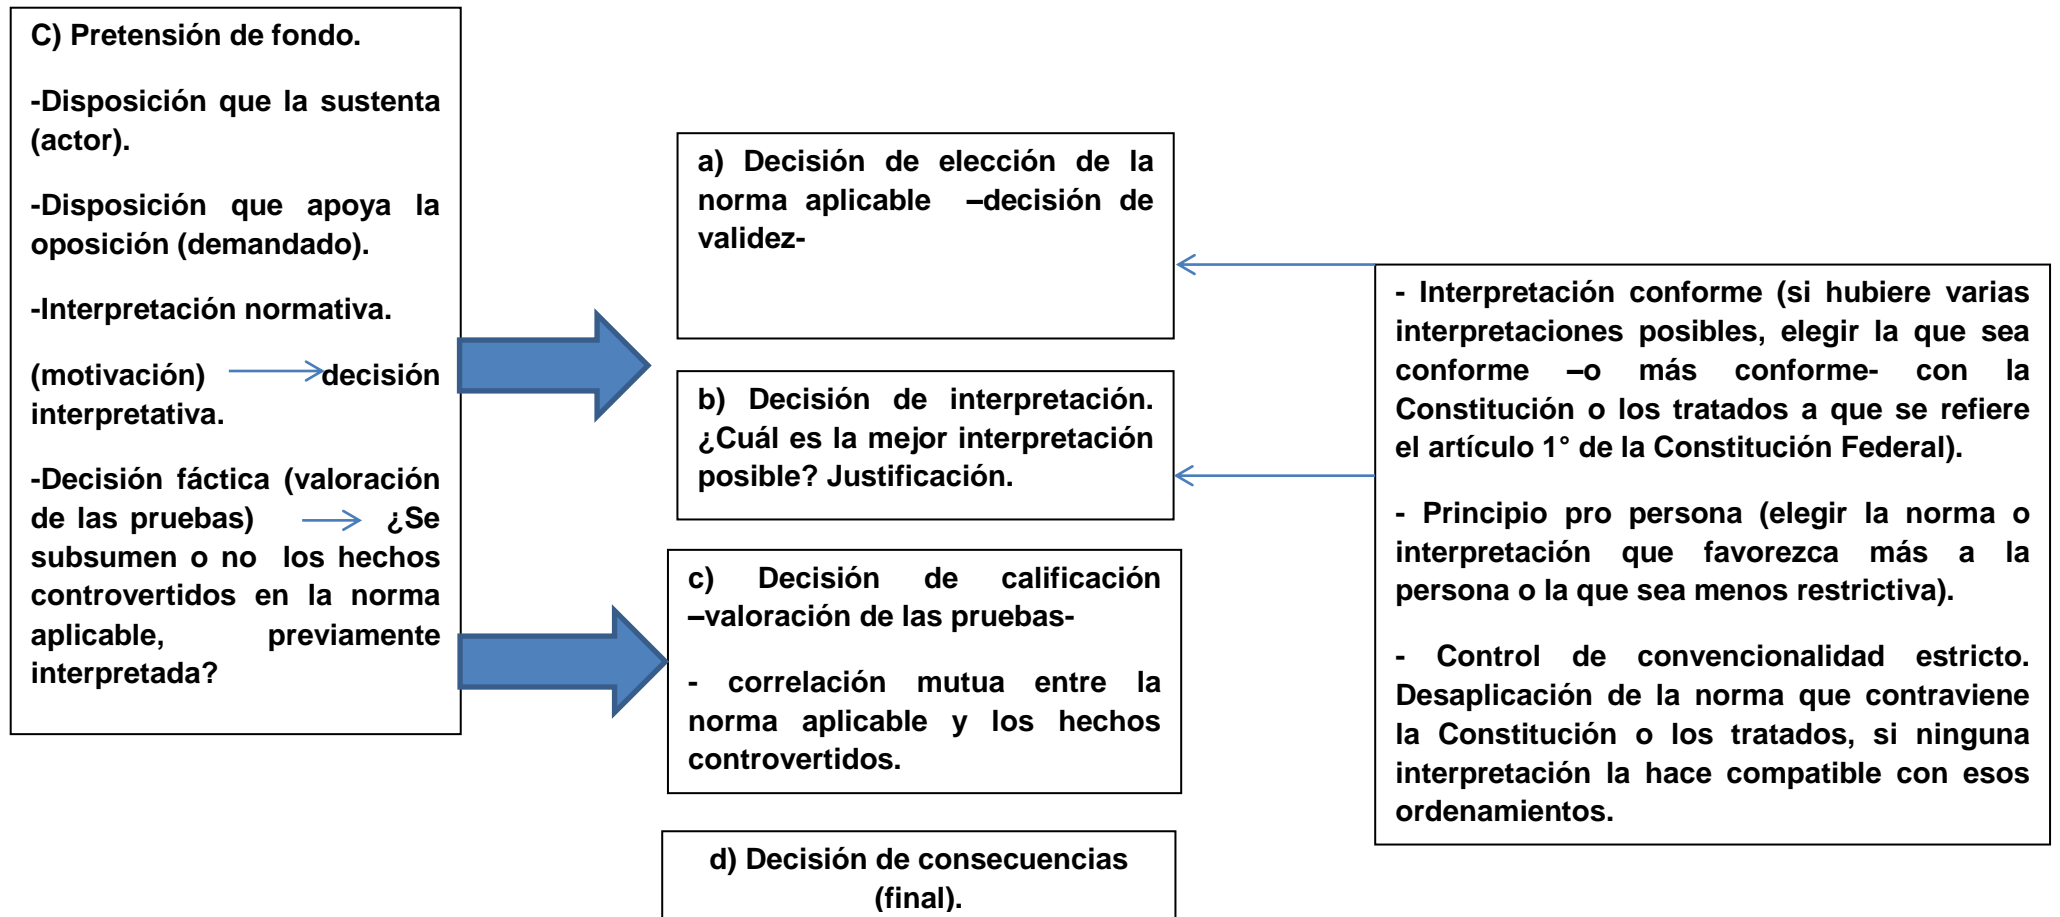 C) Pretensión de fondo.
-Disposición que la sustenta
(actor).
-Disposición que apoya la
oposición (demandado).
-Interpretación normativa.
(motivación) decisión
interpretativa.
-Decisión fáctica (valoración
de las pruebas) ¿Se
subsumen o no los hechos
controvertidos en la norma
aplicable, previamente
interpretada?
a) Decisión de elección de la
norma aplicable –decisión de
validez-
b) Decisión de interpretación.
¿Cuál es la mejor interpretación
posible? Justificación.
c) Decisión de calificación
–valoración de las pruebas-
- correlación mutua entre la
norma aplicable y los hechos
controvertidos.
d) Decisión de consecuencias
(final).
- Interpretación conforme (si hubiere varias
interpretaciones posibles, elegir la que sea
conforme –o más conforme- con la
Constitución o los tratados a que se refiere
el artículo 1° de la Constitución Federal).
- Principio pro persona (elegir la norma o
interpretación que favorezca más a la
persona o la que sea menos restrictiva).
- Control de convencionalidad estricto.
Desaplicación de la norma que contraviene
la Constitución o los tratados, si ninguna
interpretación la hace compatible con esos
ordenamientos.